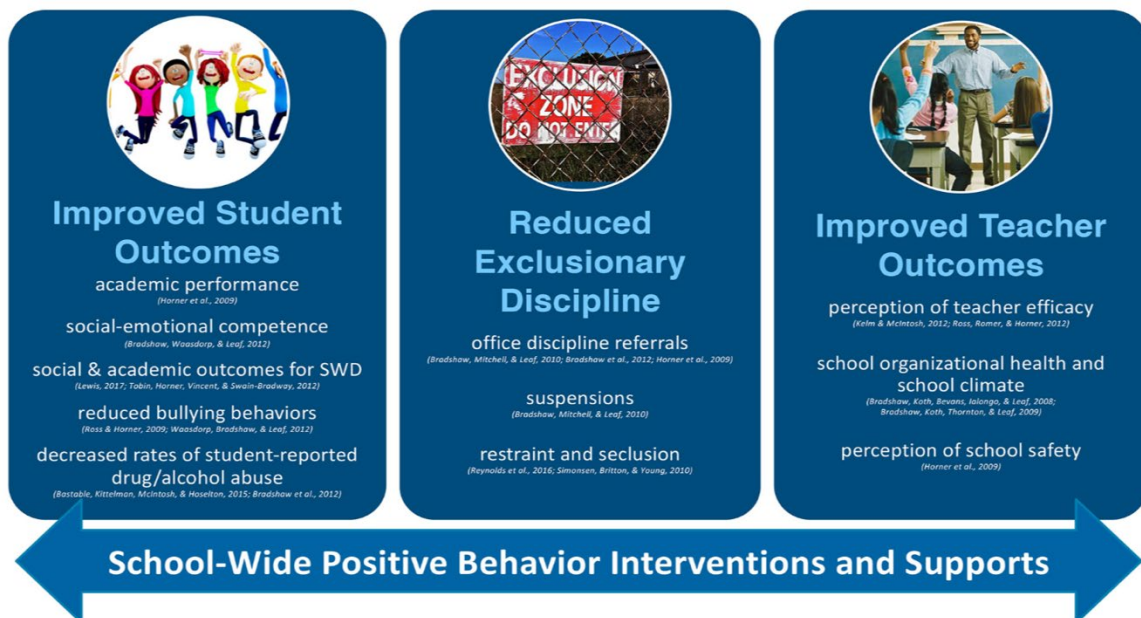 EXCLUSION
ZONE
DO NOT ENTER
Improved Student
Outcomes
academic performance
(Horner et al., 2009)
social-emotional competence
(Bradshaw, Waasdorp, & Leaf, 2012)
social & academic outcomes for SWD
(Lewis, 2017; Tobin, Horner, Vincent, & Swain-Bradway, 2012)
reduced bullying behaviors
(Ross & Horner, 2009; Waasdorp, Bradshaw, & Leaf, 2012)
decreased rates of student-reported
drug/alcohol abuse
(Bastable, Kittelman, McIntosh, & Hoselton, 2015; Bradshaw et al., 2012)
Reduced
Exclusionary
Discipline
office discipline referrals
(Bradshaw, Mitchell, & Leaf, 2010; Bradshaw et al., 2012; Horner et al., 2009)
suspensions
(Bradshaw, Mitchell, & Leaf, 2010)
restraint and seclusion
(Reynolds et al., 2016; Simonsen, Britton, & Young, 2010)
Improved Teacher
Outcomes
perception of teacher efficacy
(Kelm & McIntosh, 2012; Ross, Romer, & Horner, 2012)
school organizational health and
school climate
(Bradshaw, Koth, Bevans, Ialongo, & Leaf, 2008;
Bradshaw, Koth, Thornton, & Leaf, 2009)
perception of school safety
(Horner et al., 2009)
School-Wide Positive Behavior Interventions and Supports